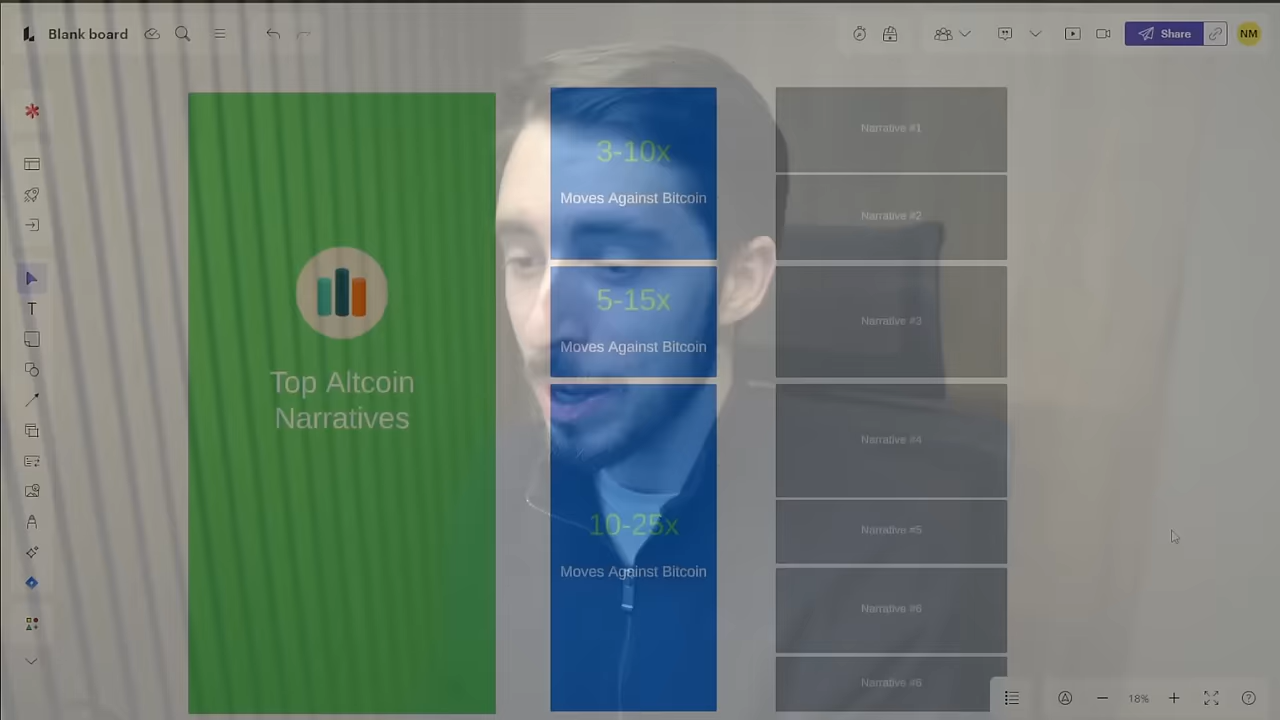 Blank board
Share
NM
Top Altcoin
Narratives
3-10x
Moves Against Bitcoin
5-15x
Moves Against Bitcoin
10-25x
Moves Against Bitcoin
Narrative #1
Narrative #2
Narrative #3
Narrative #4
Narrative #5
Narrative #6
Narrative #6
18%